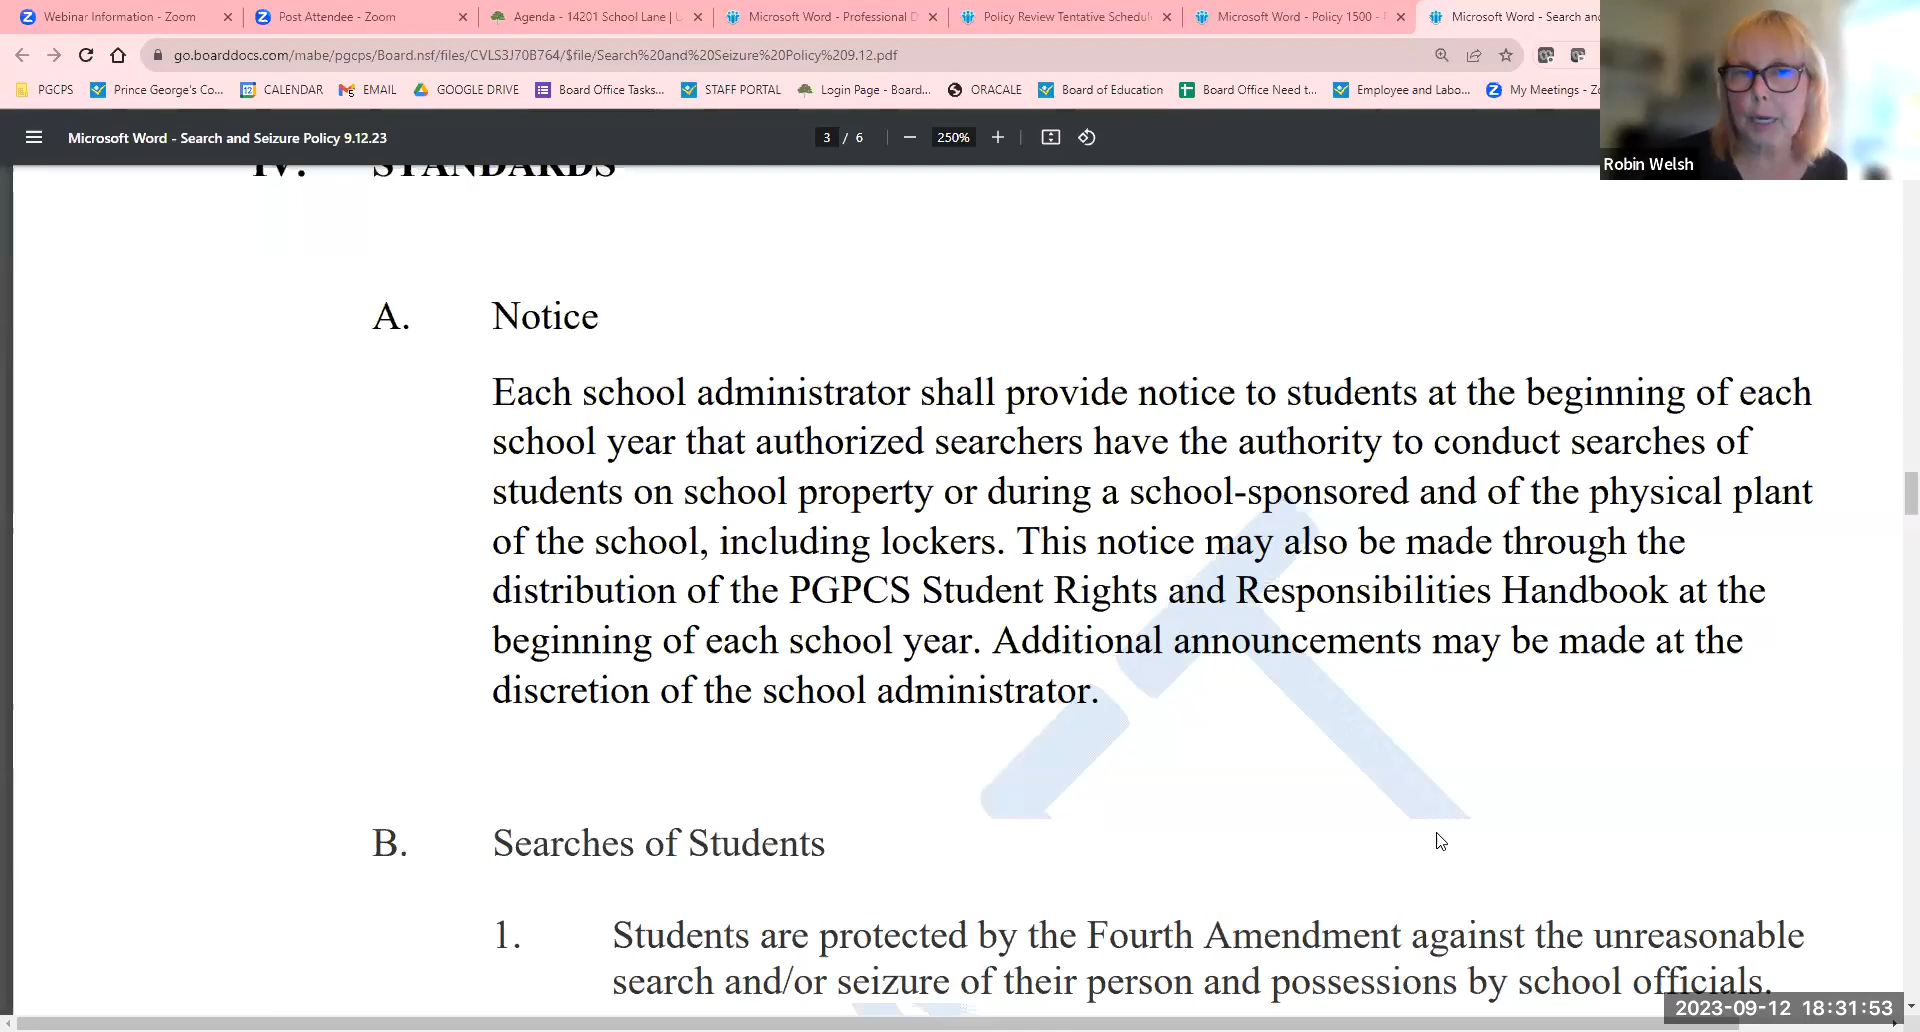 Webinar Information - Zoom
Post Attendee - Zoom
Agenda - 14201 School Lane |
Microsoft Word - Professional D
Policy Review Tentative Schedul
Microsoft Word - Policy 1500 -
Microsoft Word - Search and
go.boarddocs.com/mabe/pgcps/Board.nsf/files/CVLS3J70B764/$file/Search%20and%20Seizure%20Policy%209.12.pdf
PGCPS
Prince George's Co...
CALENDAR
EMAIL
GOOGLE DRIVE
Board Office Tasks...
STAFF PORTAL
Login Page - Board...
ORACALE
Board of Education
Board Office Need t...
Employee and Labo...
My Meetings - Zo
Microsoft Word - Search and Seizure Policy 9.12.23
3 / 6
250%
Robin Welsh
IV. STANDARDS
A. Notice
Each school administrator shall provide notice to students at the beginning of each
school year that authorized searchers have the authority to conduct searches of
students on school property or during a school-sponsored and of the physical plant
of the school, including lockers. This notice may also be made through the
distribution of the PGPCS Student Rights and Responsibilities Handbook at the
beginning of each school year. Additional announcements may be made at the
discretion of the school administrator.
B. Searches of Students
1. Students are protected by the Fourth Amendment against the unreasonable
search and/or seizure of their person and possessions by school officials.
2023-09-12 18:31:53